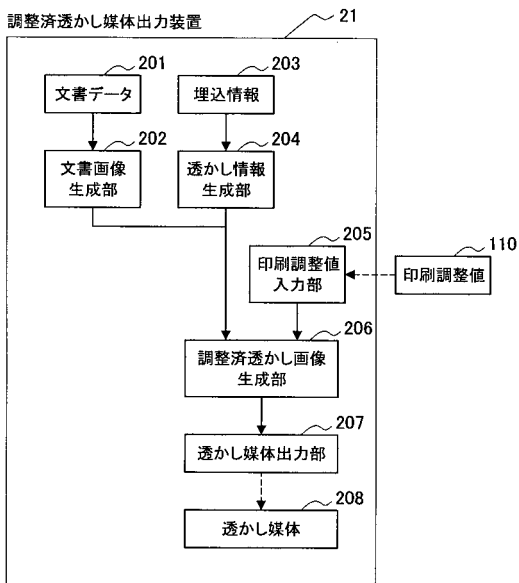 調整済透かし媒体出力装置
21
201
203
文書データ
埋込情報
202
204
文書画像
生成部
透かし情報
生成部
205
110
印刷調整値
入力部
印刷調整値
206
調整済透かし画像
生成部
207
透かし媒体出力部
208
透かし媒体